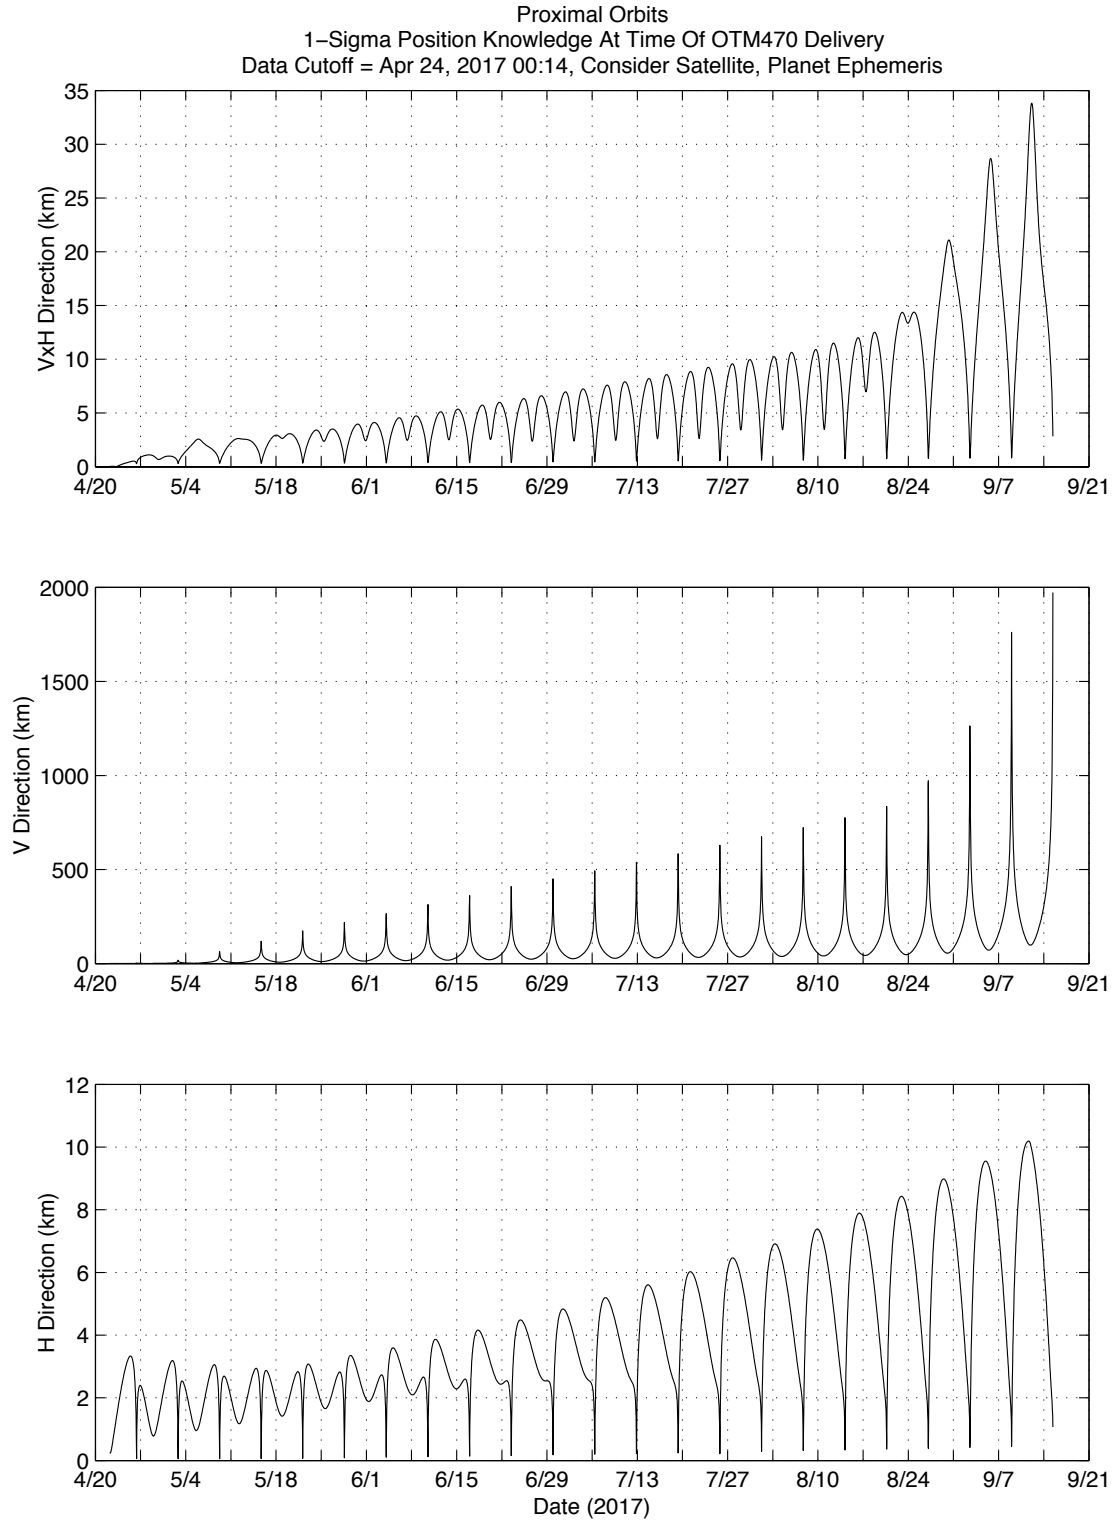 Proximal Orbits
1−Sigma Position Knowledge At Time Of OTM470 Delivery
Data Cutoff = Apr 24, 2017 00:14, Consider Satellite, Planet Ephemeris
VxH Direction (km)
35
30
25
20
15
10
5
0
4/20 5/4 5/18 6/1 6/15 6/29 7/13 7/27 8/10 8/24 9/7 9/21
V Direction (km)
2000
1500
1000
500
0
4/20 5/4 5/18 6/1 6/15 6/29 7/13 7/27 8/10 8/24 9/7 9/21
H Direction (km)
12
10
8
6
4
2
0
4/20 5/4 5/18 6/1 6/15 6/29 7/13 7/27 8/10 8/24 9/7 9/21
Date (2017)